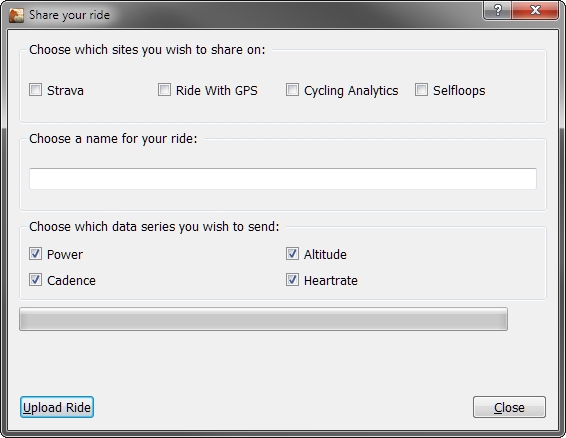 Share your ride
?
Choose which sites you wish to share on:
Strava Ride With GPS Cycling Analytics Selfloops
Choose a name for your ride:
Choose which data series you wish to send:
Power Altitude
Cadence Heartrate
Upload Ride Close